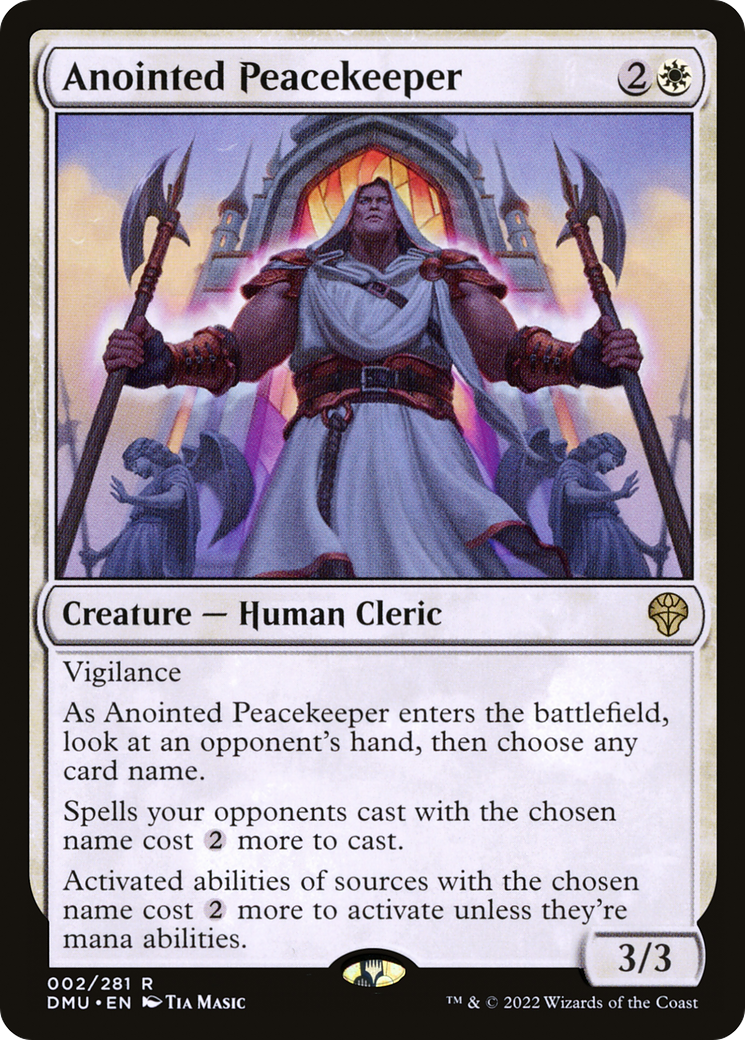 Anointed Peacekeeper 2
Creature — Human Cleric
Vigilance
As Anointed Peacekeeper enters the battlefield,
look at an opponent's hand, then choose any
card name.
Spells your opponents cast with the chosen
name cost 2 more to cast.
Activated abilities of sources with the chosen
name cost 2 more to activate unless they're
mana abilities.
3/3
002/281 R
DMU • EN Tia Masic
™ & © 2022 Wizards of the Coast